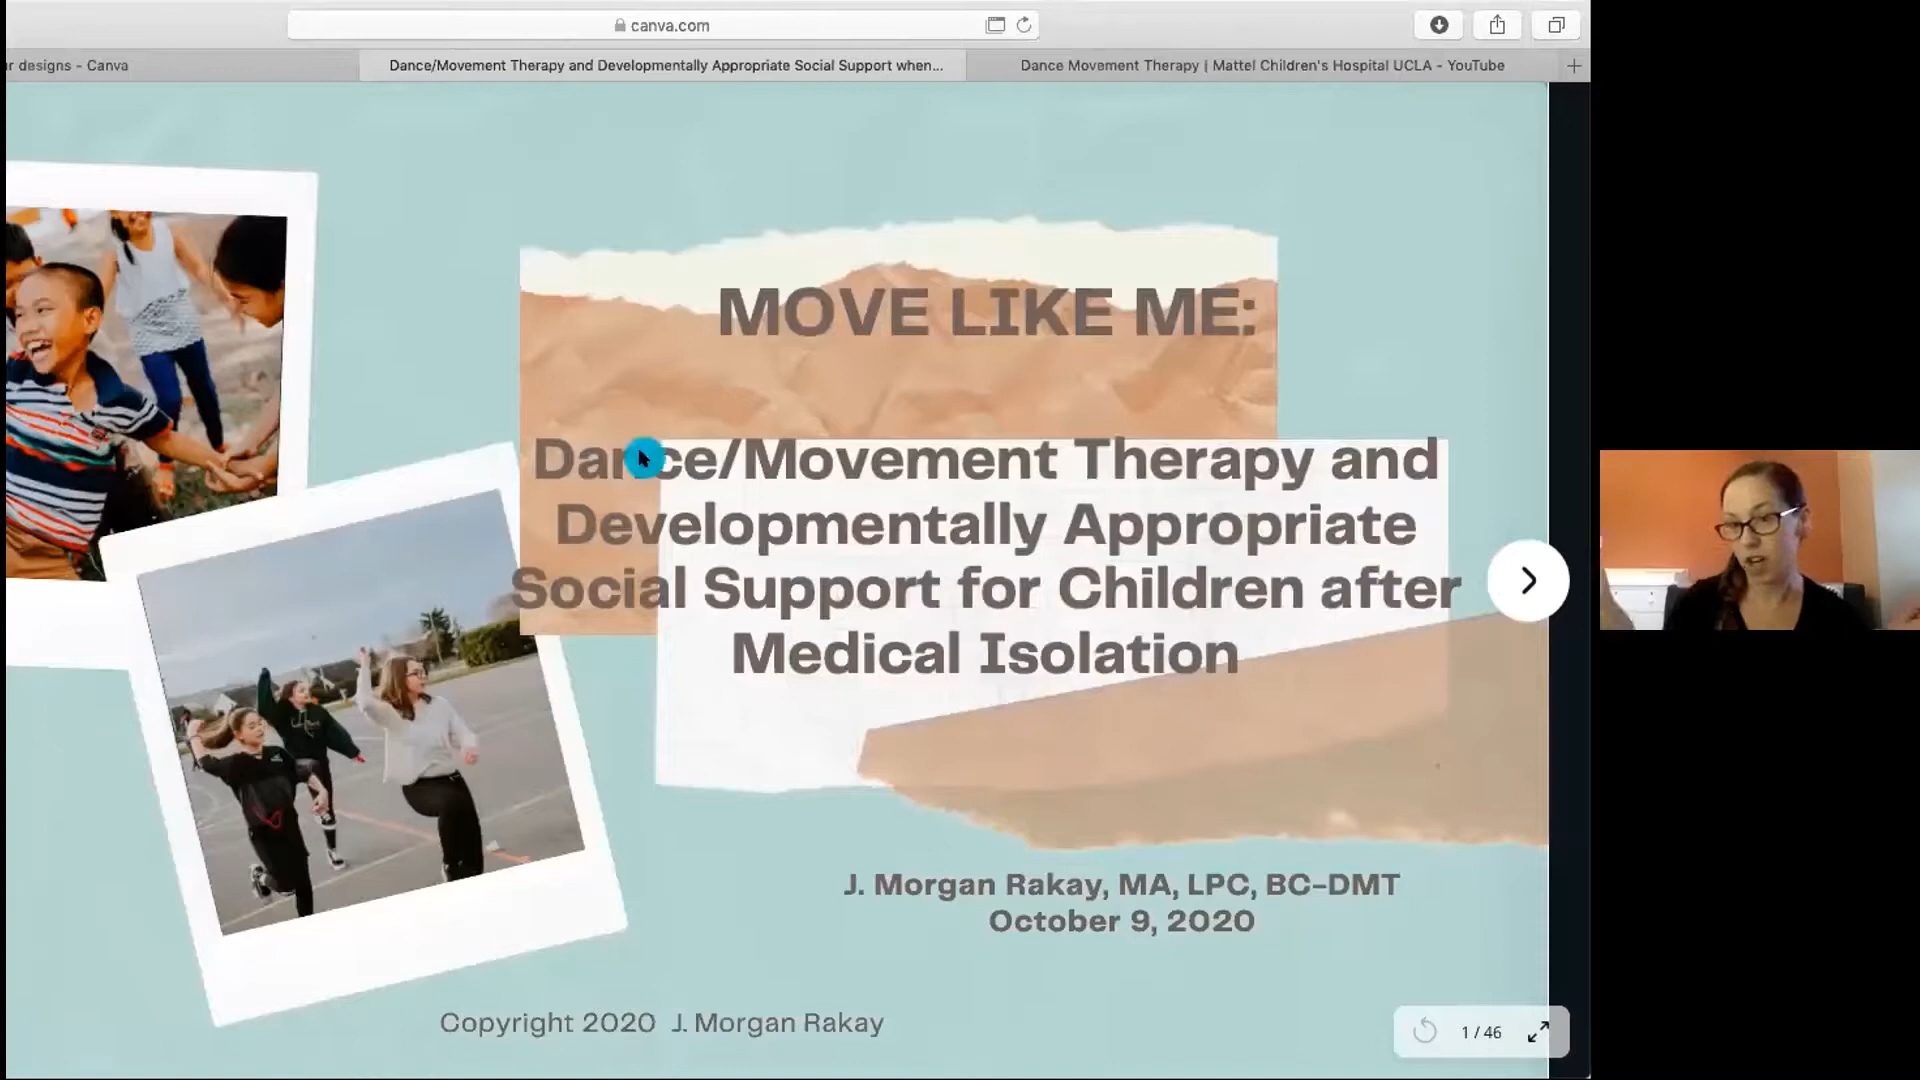 canva.com
r designs - Canva
Dance/Movement Therapy and Developmentally Appropriate Social Support when...
Dance Movement Therapy | Mattel Children's Hospital UCLA - YouTube
MOVE LIKE ME:
Dance/Movement Therapy and
Developmentally Appropriate
Social Support for Children after
Medical Isolation
J. Morgan Rakay, MA, LPC, BC-DMT
October 9, 2020
Copyright 2020 J. Morgan Rakay
1 / 46